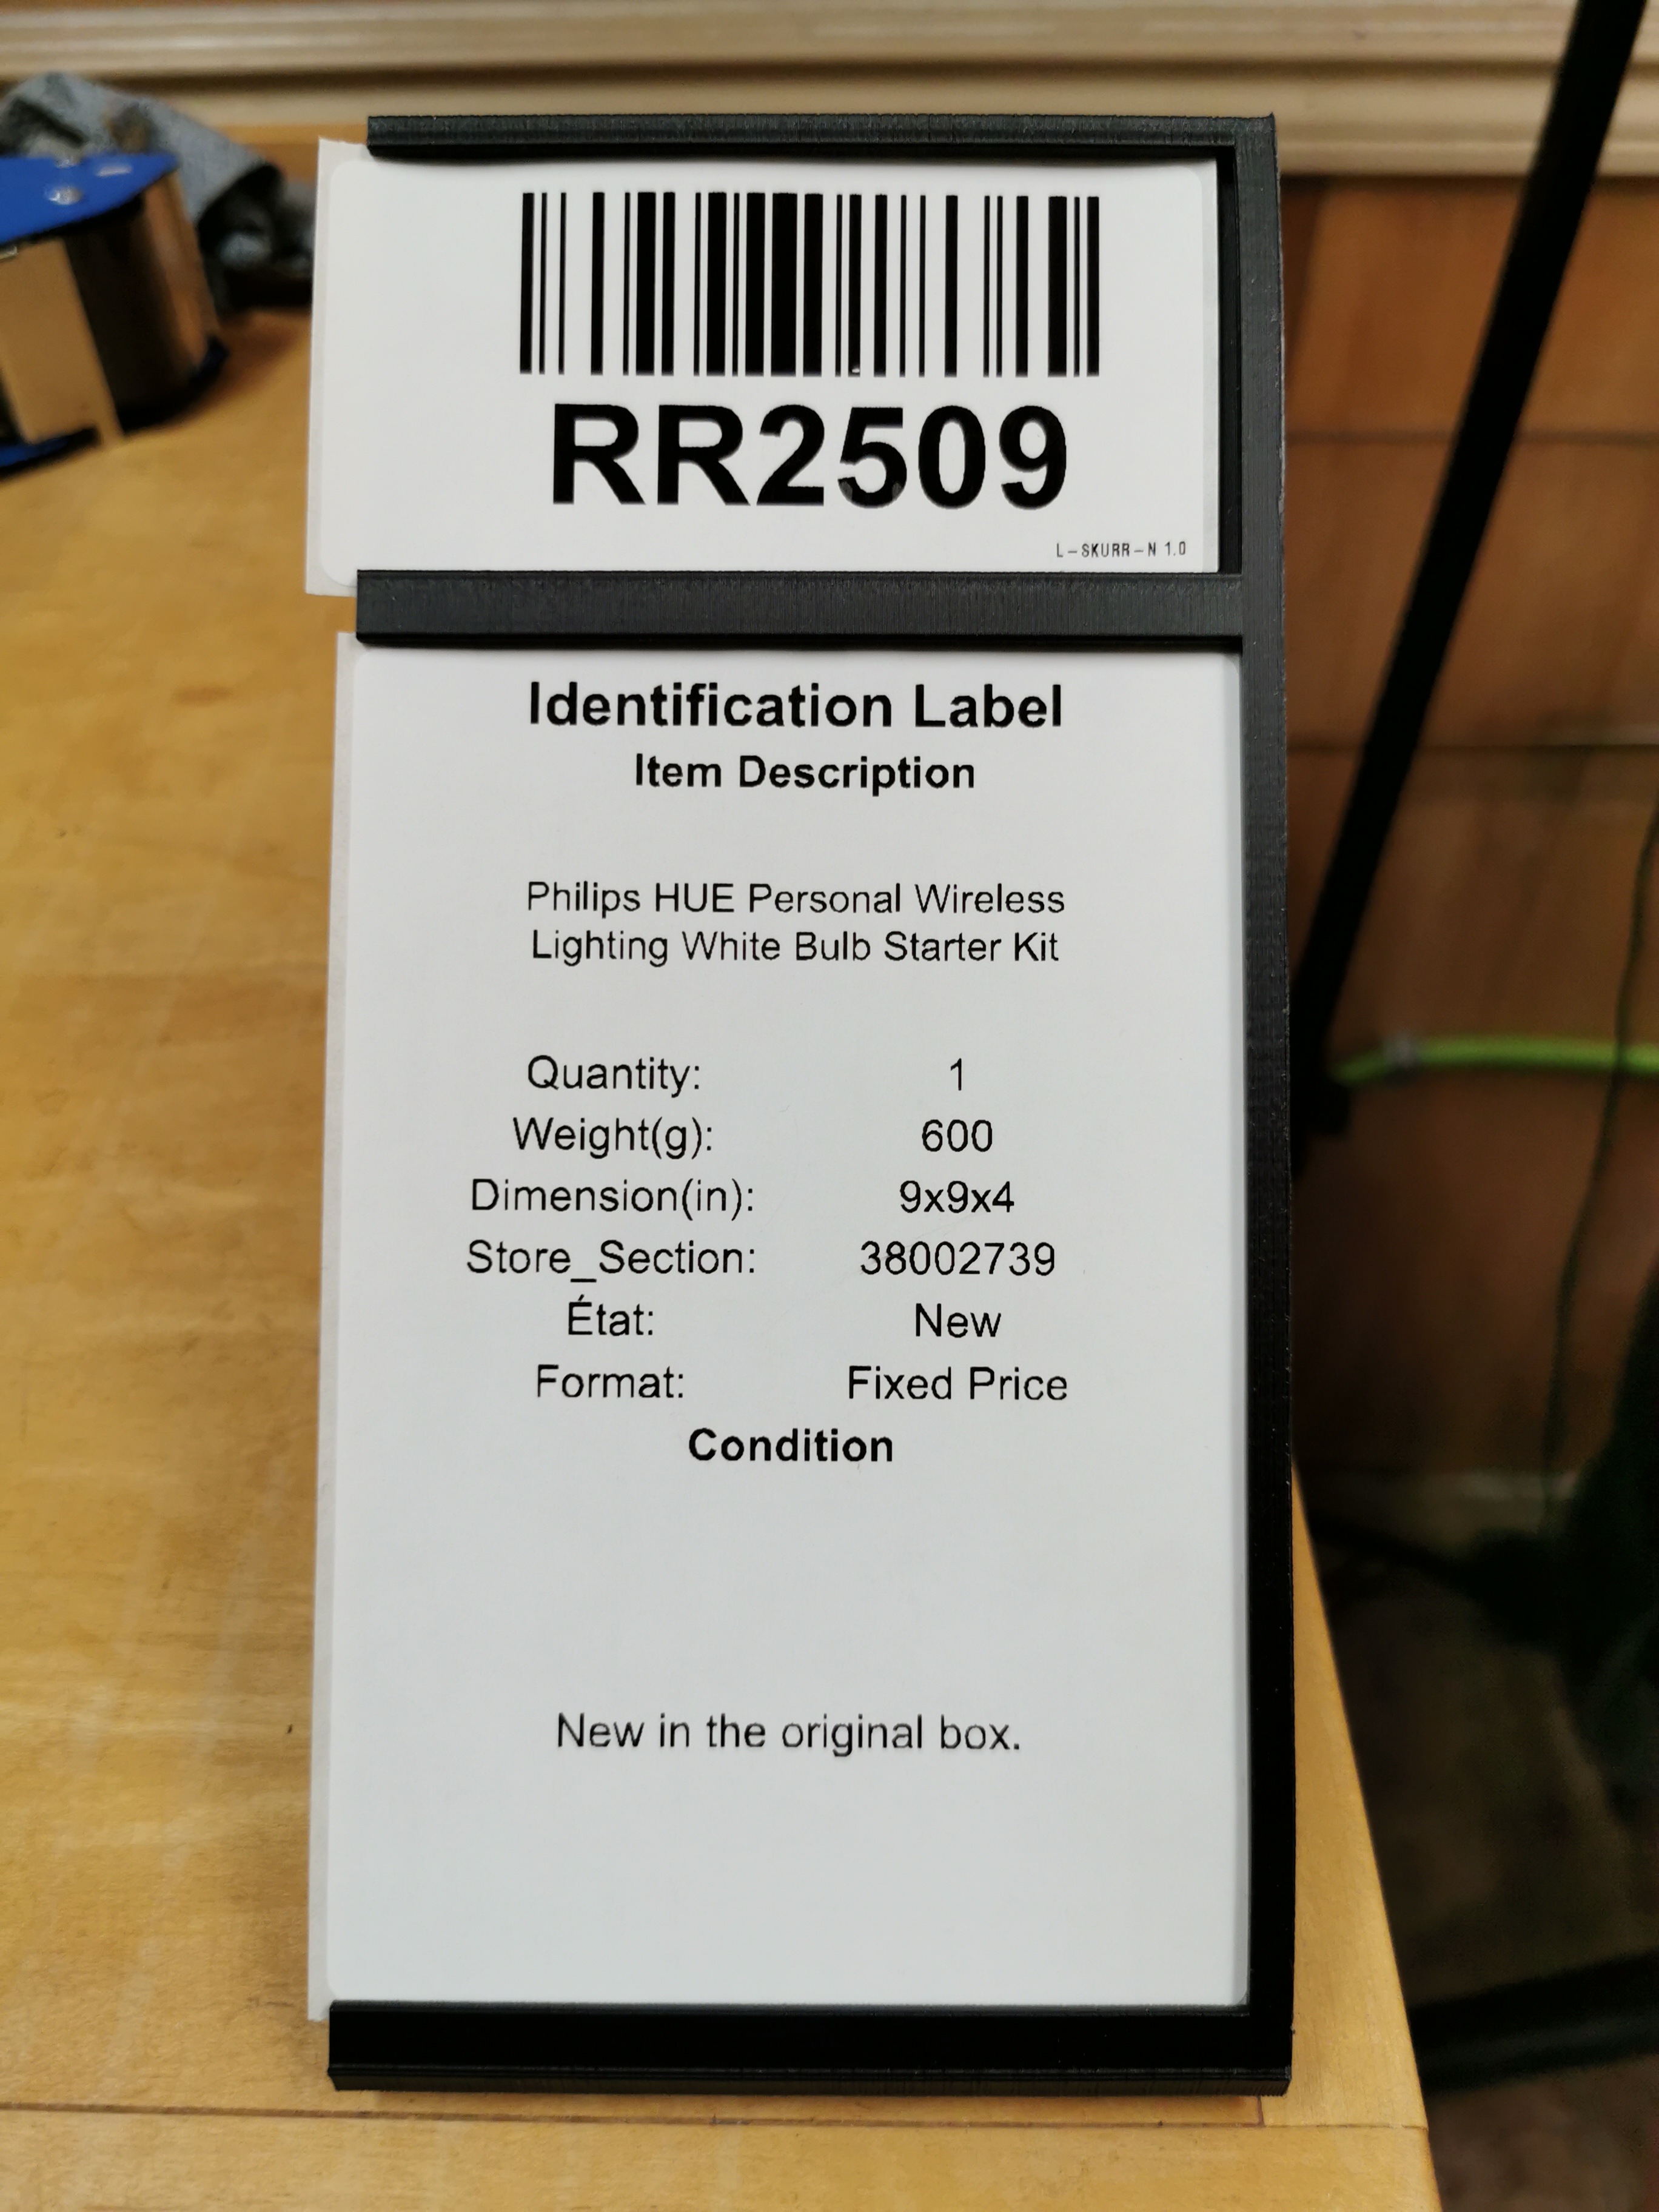 RR2509
L-SKURR-N 1.0
Identification Label
Item Description
Philips HUE Personal Wireless
Lighting White Bulb Starter Kit
Quantity: 1
Weight(g): 600
Dimension(in): 9x9x4
Store_Section: 38002739
État: New
Format: Fixed Price
Condition
New in the original box.